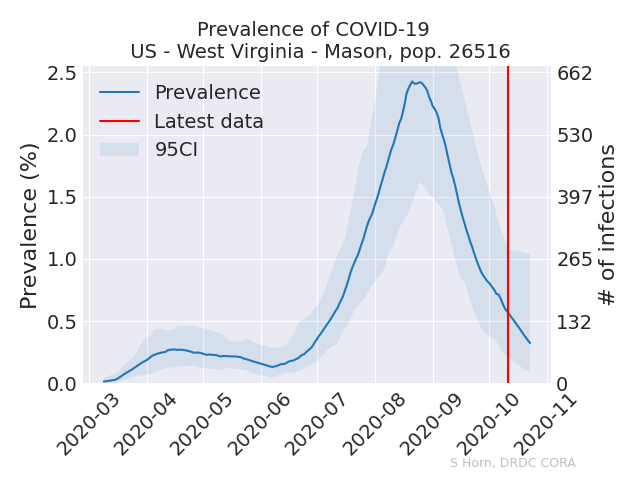 Prevalence of COVID-19
US - West Virginia - Mason, pop. 26516
Prevalence
Latest data
95CI
Prevalence (%)
2.5
2.0
1.5
1.0
0.5
0.0
662
530
397
265
132
0
# of infections
2020-03
2020-04
2020-05
2020-06
2020-07
2020-08
2020-09
2020-10
2020-11
S Horn, DRDC CORA